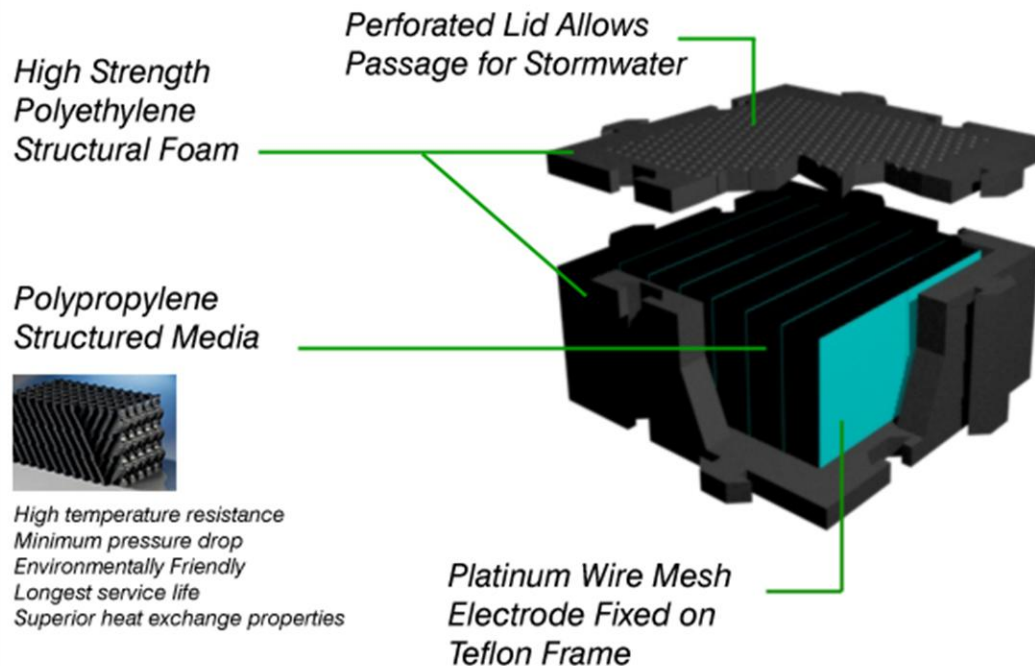 Perforated Lid Allows
Passage for Stormwater
High Strength
Polyethylene
Structural Foam
Polypropylene
Structured Media
High temperature resistance
Minimum pressure drop
Environmentally Friendly
Longest service life
Superior heat exchange properties
Platinum Wire Mesh
Electrode Fixed on
Teflon Frame